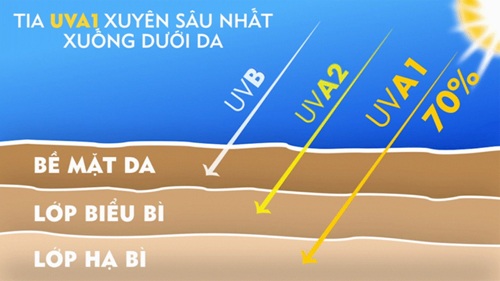 TIA UVA1 XUYÊN SÂU NHẤT
XUỐNG DƯỚI DA
UVB
UVA2
UVA1
70%
BỀ MẶT DA
LỚP BIỂU BÌ
LỚP HẠ BÌ